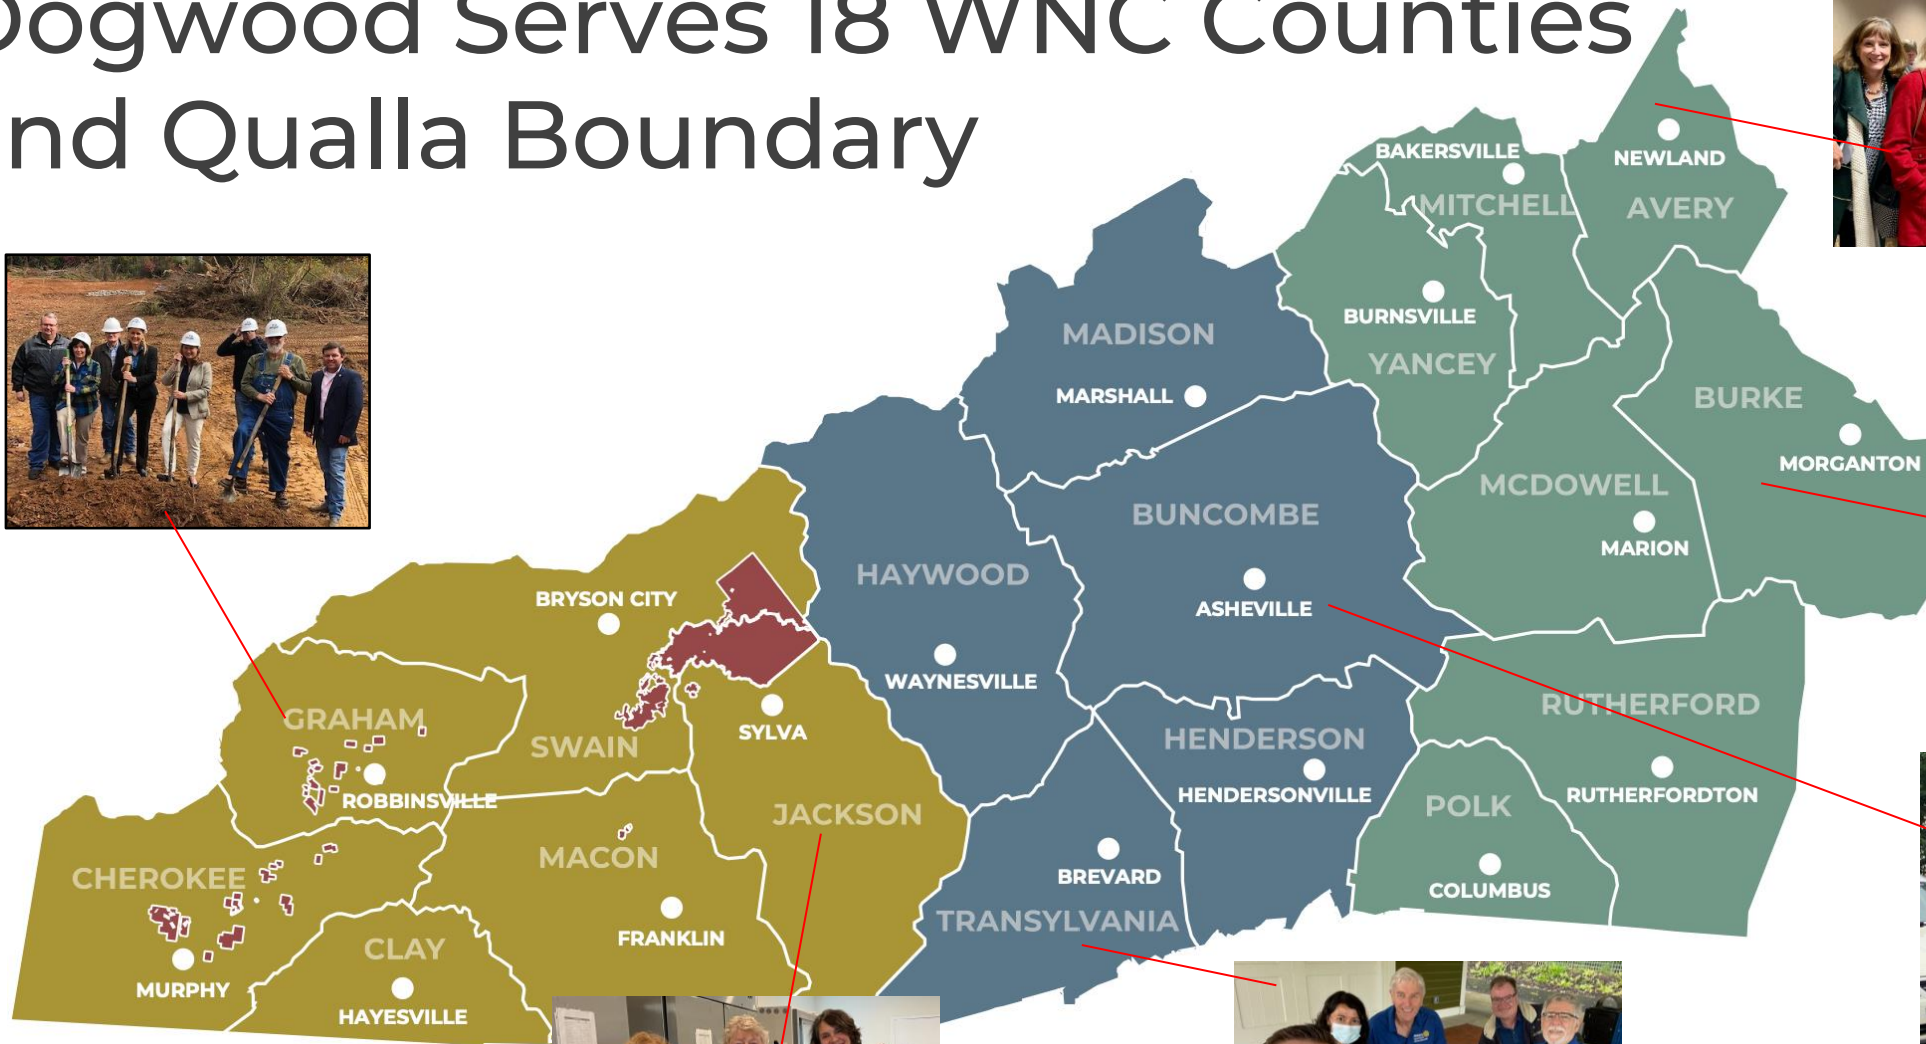 Dogwood Serves 18 WNC Counties
nd Qualla Boundary
BAKERSVILLE
NEWLAND
MITCHELL
AVERY
BURNSVILLE
MADISON
YANCEY
MARSHALL
BURKE
MORGANTON
MCDOWELL
BUNCOMBE
MARION
HAYWOOD
BRYSON CITY
ASHEVILLE
WAYNESVILLE
RUTHERFORD
GRAHAM
SYLVA
HENDERSON
SWAIN
ROBBINSVILLE
HENDERSONVILLE
RUTHERFORDTON
POLK
JACKSON
MACON
CHEROKEE
BREVARD
COLUMBUS
TRANSYLVANIA
FRANKLIN
CLAY
MURPHY
HAYESVILLE